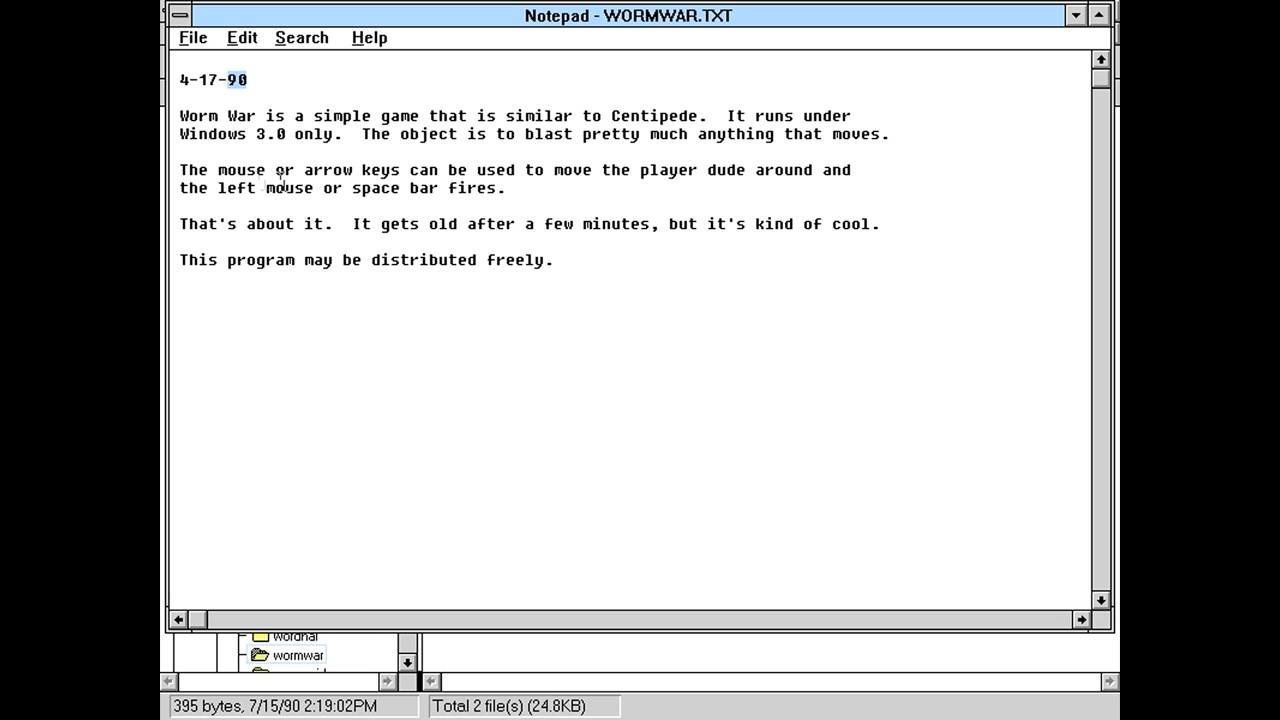 Notepad - WORMWAR.TXT
File Edit Search Help
4-17-90
Worm War is a simple game that is similar to Centipede. It runs under
Windows 3.0 only. The object is to blast pretty much anything that moves.
The mouse or arrow keys can be used to move the player dude around and
the left mouse or space bar fires.
That's about it. It gets old after a few minutes, but it's kind of cool.
This program may be distributed freely.
wormwar
395 bytes, 7/15/90 2:19:02PM
Total 2 file(s) (24.8KB)